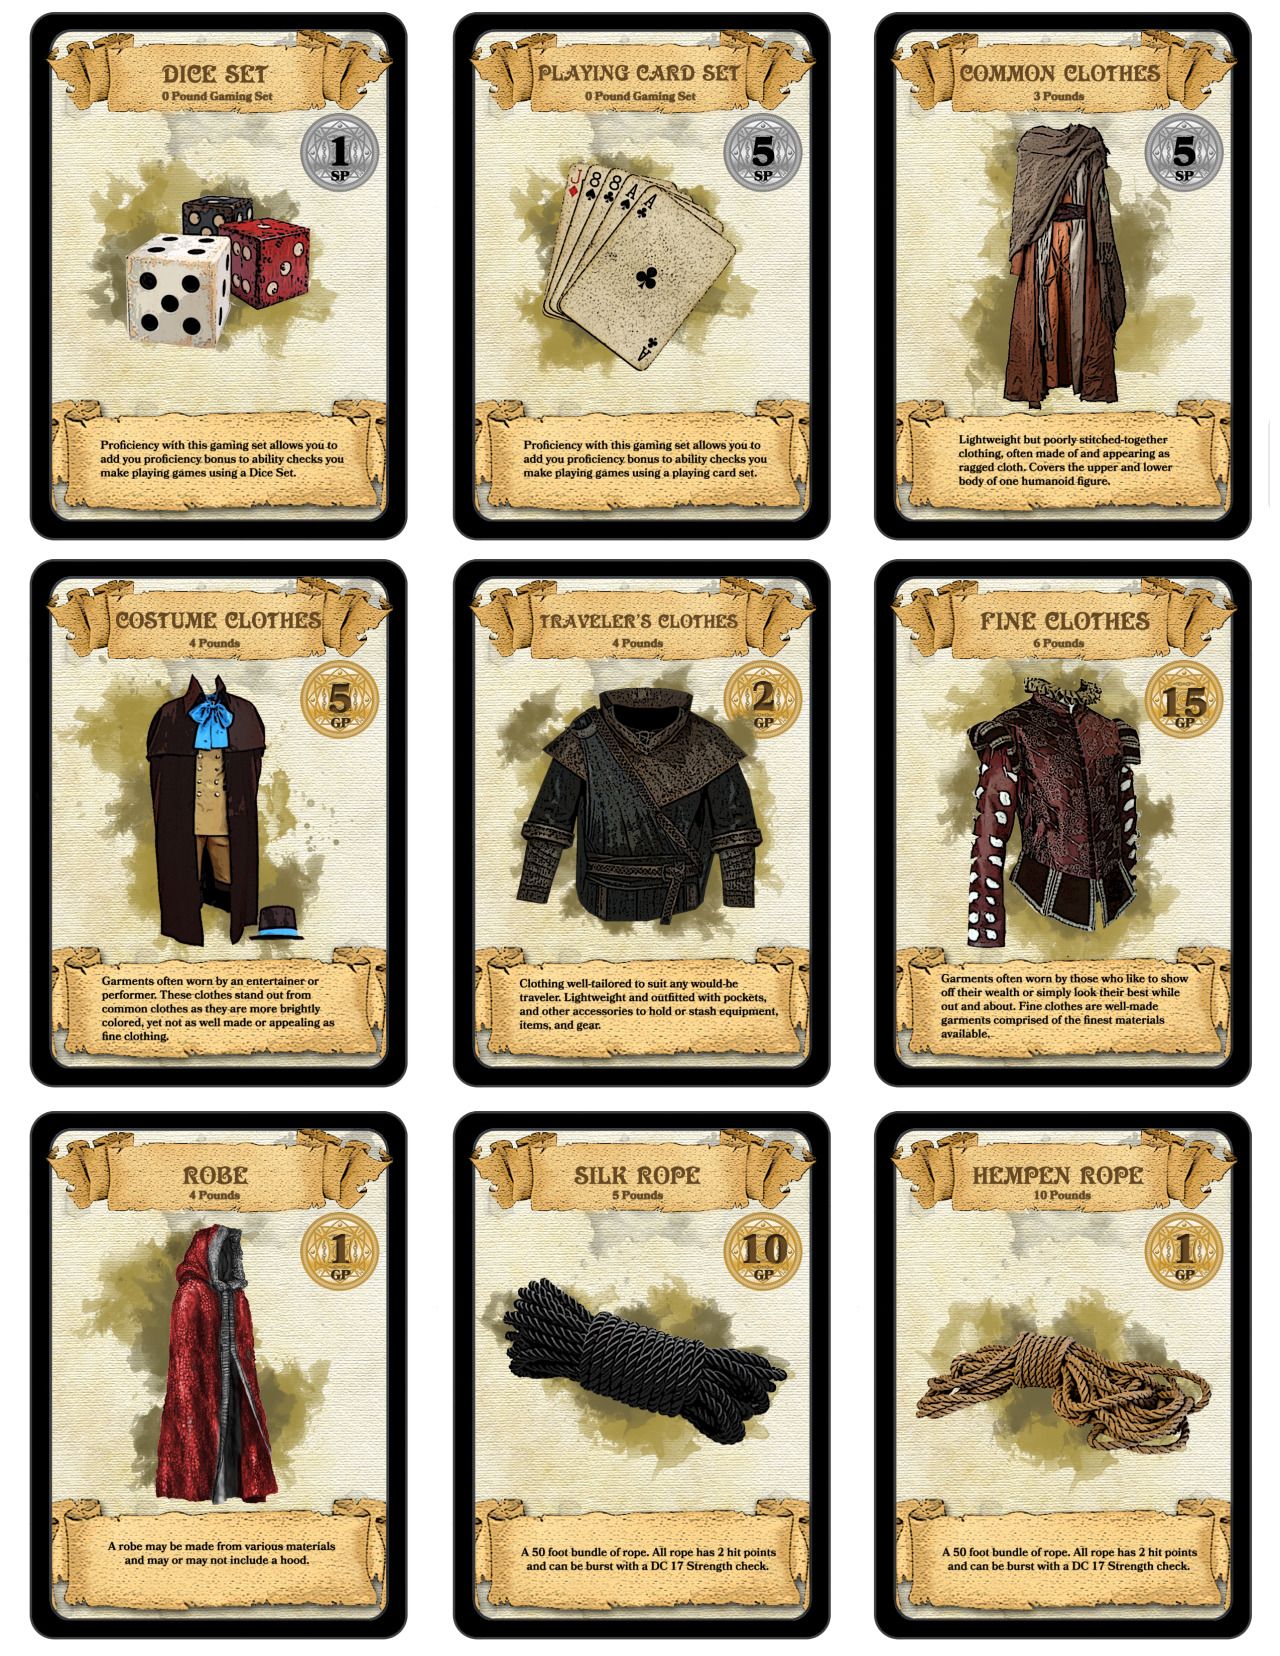 DICE SET
0 Pound Gaming Set
1
SP
Proficiency with this gaming set allows you to
add you proficiency bonus to ability checks you
make playing games using a Dice Set.
PLAYING CARD SET
0 Pound Gaming Set
5
SP
J
8
8
A
A
A
Proficiency with this gaming set allows you to
add you proficiency bonus to ability checks you
make playing games using a playing card set.
COMMON CLOTHES
3 Pounds
5
SP
Lightweight but poorly stitched-together
clothing, often made of and appearing as
ragged cloth. Covers the upper and lower
body of one humanoid figure.
COSTUME CLOTHES
4 Pounds
5
GP
Garments often worn by an entertainer or
performer. These clothes stand out from
common clothes as they are more brightly
colored, yet not as well made or appealing as
fine clothing.
TRAVELER'S CLOTHES
4 Pounds
2
GP
Clothing well-tailored to suit any would-be
traveler. Lightweight and outfitted with pockets,
and other accessories to hold or stash equipment,
items, and gear.
FINE CLOTHES
6 Pounds
15
GP
Garments often worn by those who like to show
off their wealth or simply look their best while
out and about. Fine clothes are well-made
garments comprised of the finest materials
available.
ROBE
4 Pounds
1
GP
A robe may be made from various materials
and may or may not include a hood.
SILK ROPE
5 Pounds
10
GP
A 50 foot bundle of rope. All rope has 2 hit points
and can be burst with a DC 17 Strength check.
HEMPEN ROPE
10 Pounds
1
GP
A 50 foot bundle of rope. All rope has 2 hit points
and can be burst with a DC 17 Strength check.